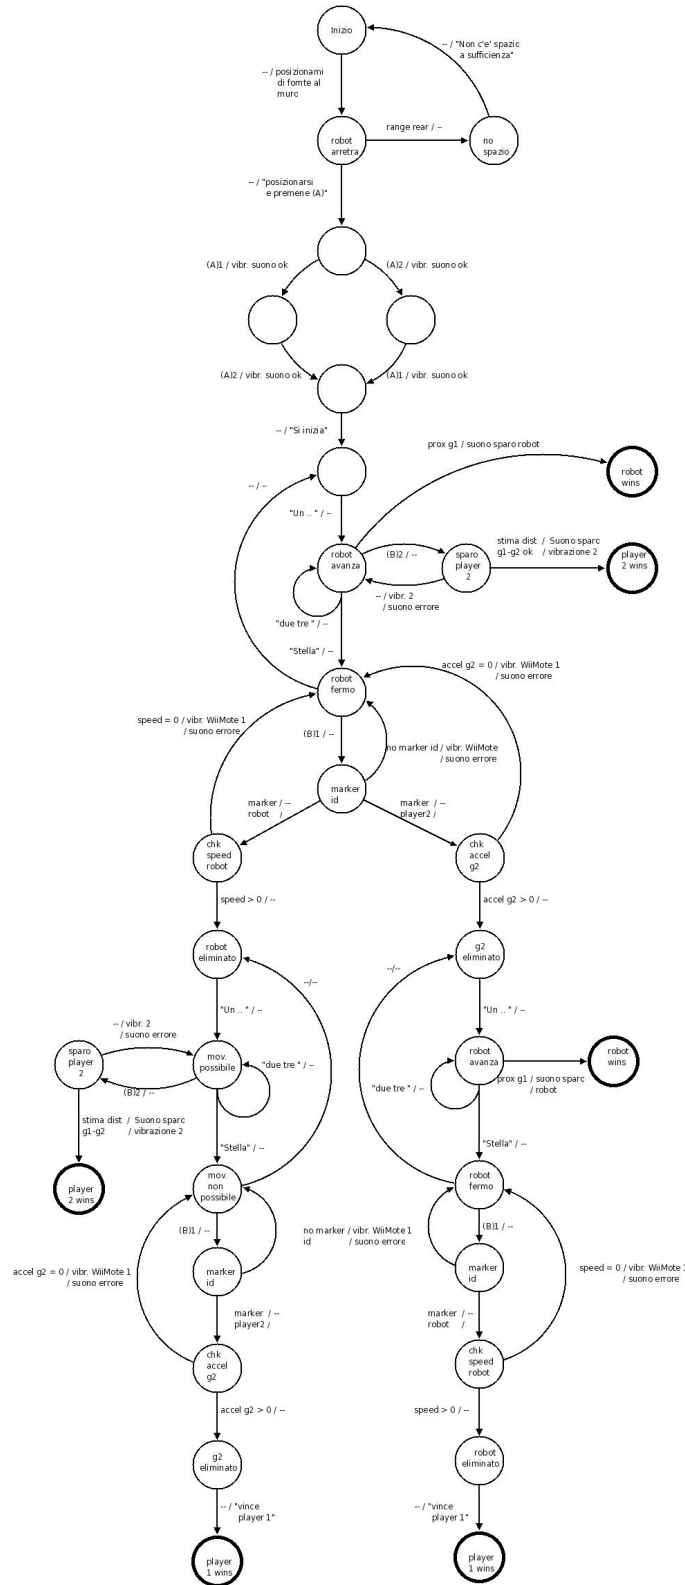 Inizio
-- / "Non c'e' spazic
a sufficienza"
-- / posizionami
di fomte al
murc
range rear / --
robot
arretra
no
spazio
-- / "posizionarsi
e premene (A)"
(A)1 / vibr. suono ok
(A)2 / vibr. suono ok
(A)2 / vibr. suono ok
(A)1 / vibr. suono ok
-- / "Si inizia"
prox g1 / suono sparo robot
robot
wins
-- / --
"Un .. " / --
robot
avanza
(B)2 / --
sparo
player
2
stima dist / Suono sparc
g1-g2 ok / vibrazione 2
player
2 wins
-- / vibr. 2
/ suono errore
"due tre " / --
"Stella" / --
accel g2 = 0 / vibr. WiiMote 1
/ suono errore
robot
fermo
speed = 0 / vibr. WiiMote 1
/ suono errore
(B)1 / --
no marker id / vibr. WiiMote
/ suono errore
marker
id
marker / --
robot /
marker / --
player2 /
chk
speed
robot
chk
accel
g2
speed > 0 / --
accel g2 > 0 / --
robot
eliminato
g2
eliminato
--/--
--/--
"Un .. " / --
"Un .. " / --
-- / vibr. 2
/ suono errore
sparo
player
2
mov.
possibile
"due tre " / --
(B)2 / --
robot
avanza
robot
wins
"due tre " / --
prox g1 / suono sparc
/ robot
stima dist / Suono sparc
g1-g2 / vibrazione 2
"Stella" / --
"Stella" / --
player
2 wins
mov.
non
possibile
robot
fermo
(B)1 / --
no marker / vibr. WiiMote 1
id / suono errore
(B)1 / --
accel g2 = 0 / vibr. WiiMote 1
/ suono errore
marker
id
marker
id
speed = 0 / vibr. WiiMote 1
/ suono errore
marker / --
player2 /
marker / --
robot /
chk
accel
g2
chk
speed
robot
accel g2 > 0 / --
speed > 0 / --
g2
eliminato
robot
eliminato
-- / "vince
player 1"
-- / "vince
player 1"
player
1 wins
player
1 wins